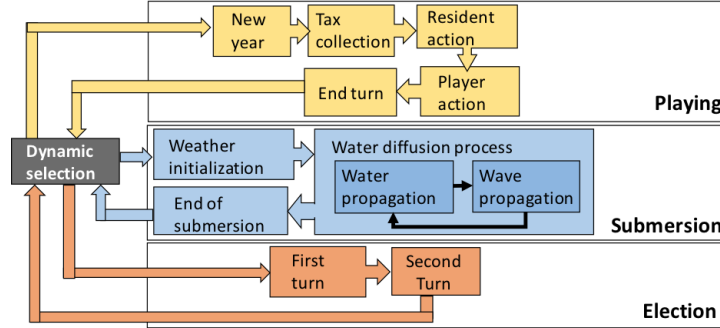 New
year
Tax
collection
Resident
action
End turn
Player
action
Playing
Dynamic
selection
Weather
initialization
Water diffusion process
Water
propagation
Wave
propagation
End of
submersion
Submersion
First
turn
Second
Turn
Election